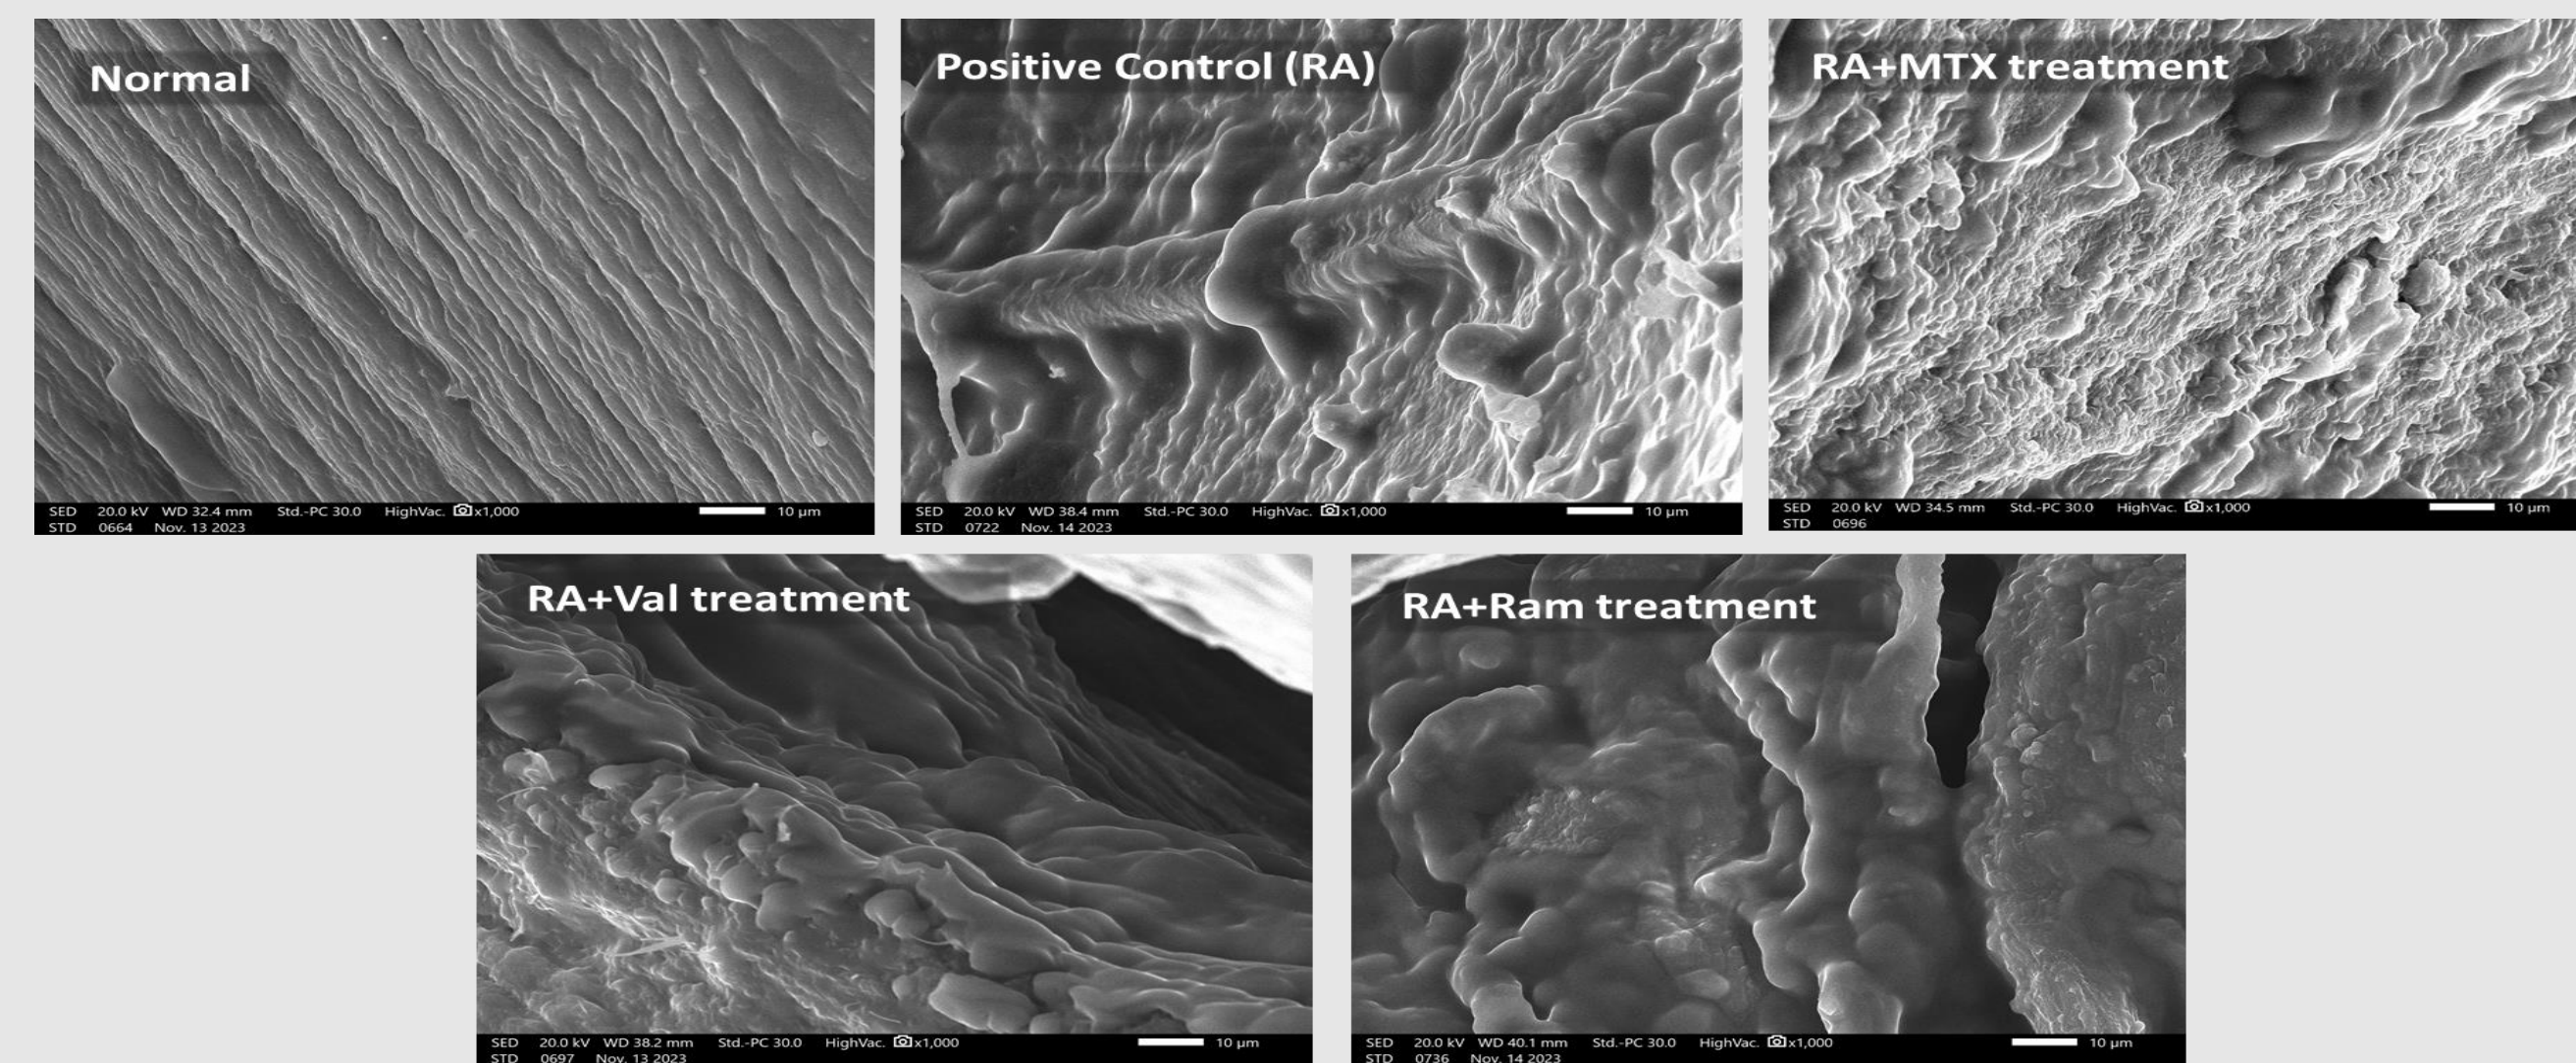 Normal
SED 20.0 kV WD 32.4 mm Std.-PC 30.0 HighVac. x1,000 10 µm
STD 0664 Nov. 13 2023
Positive Control (RA)
SED 20.0 kV WD 38.4 mm Std.-PC 30.0 HighVac. x1,000 10 µm
STD 0722 Nov. 14 2023
RA+MTX treatment
SED 20.0 kV WD 34.5 mm Std.-PC 30.0 HighVac. x1,000 10 µm
STD 0696
RA+Val treatment
SED 20.0 kV WD 38.2 mm Std.-PC 30.0 HighVac. x1,000 10 µm
STD 0697 Nov. 13 2023
RA+Ram treatment
SED 20.0 kV WD 40.1 mm Std.-PC 30.0 HighVac. x1,000 10 µm
STD 0736 Nov. 14 2023